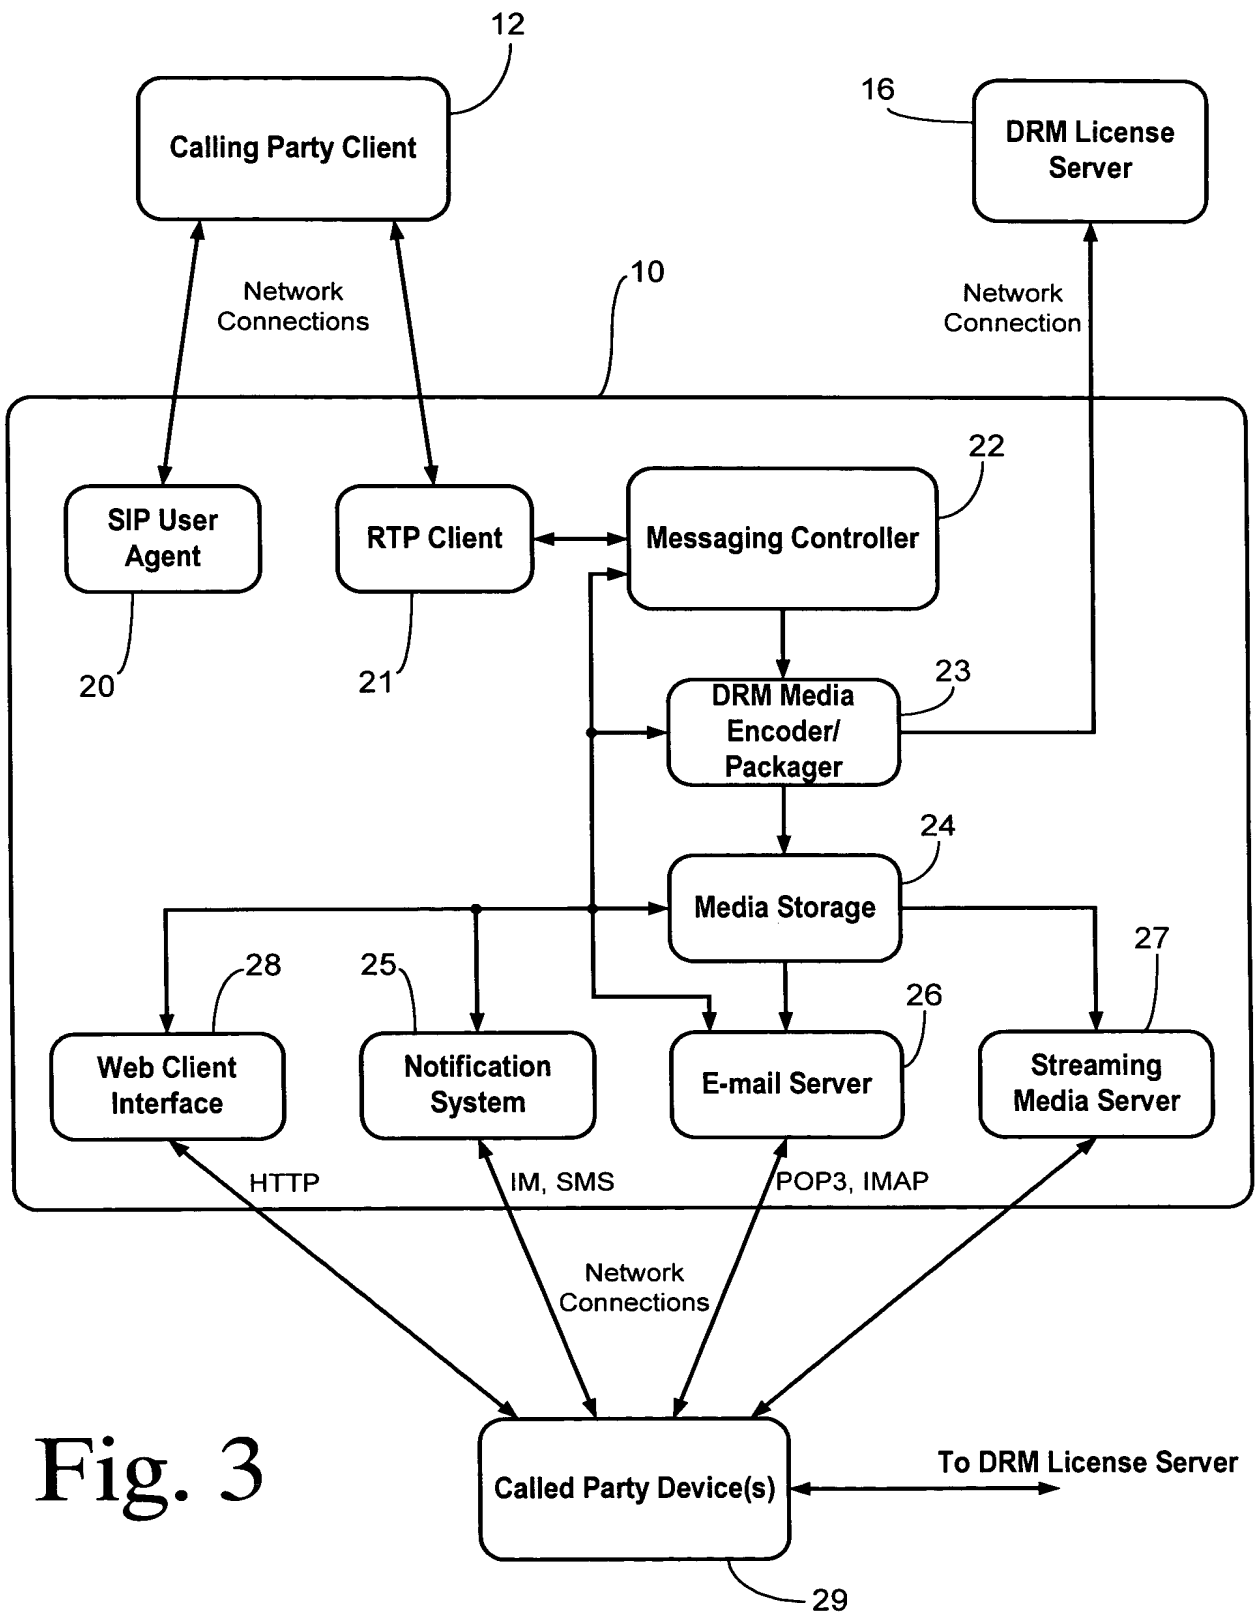 12
Calling Party Client
16
DRM License
Server
Network
Connections
10
Network
Connection
22
SIP User
Agent
RTP Client
Messaging Controller
20
21
23
DRM Media
Encoder/
Packager
24
Media Storage
28
25
26
27
Web Client
Interface
Notification
System
E-mail Server
Streaming
Media Server
HTTP
IM, SMS
POP3, IMAP
Network
Connections
Fig. 3
Called Party Device(s)
To DRM License Server
29